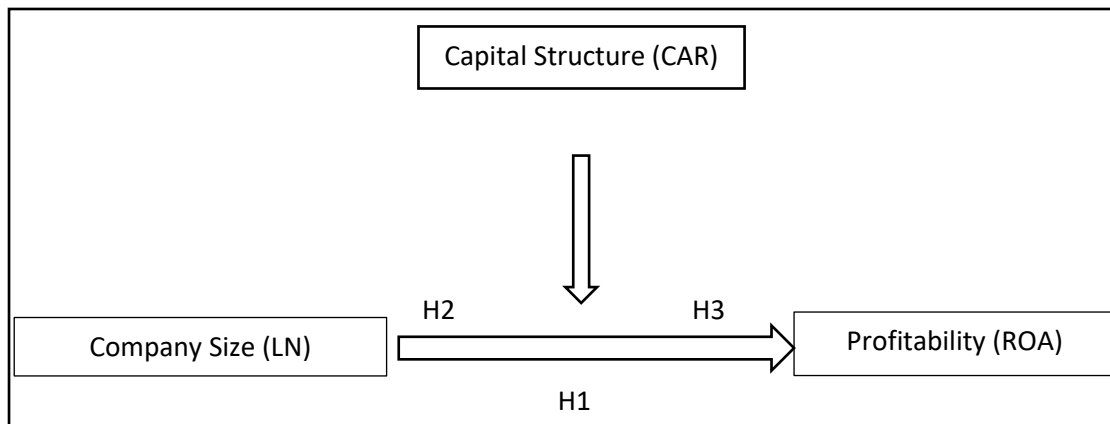 Capital Structure (CAR)
H2
H3
Company Size (LN)
Profitability (ROA)
H1